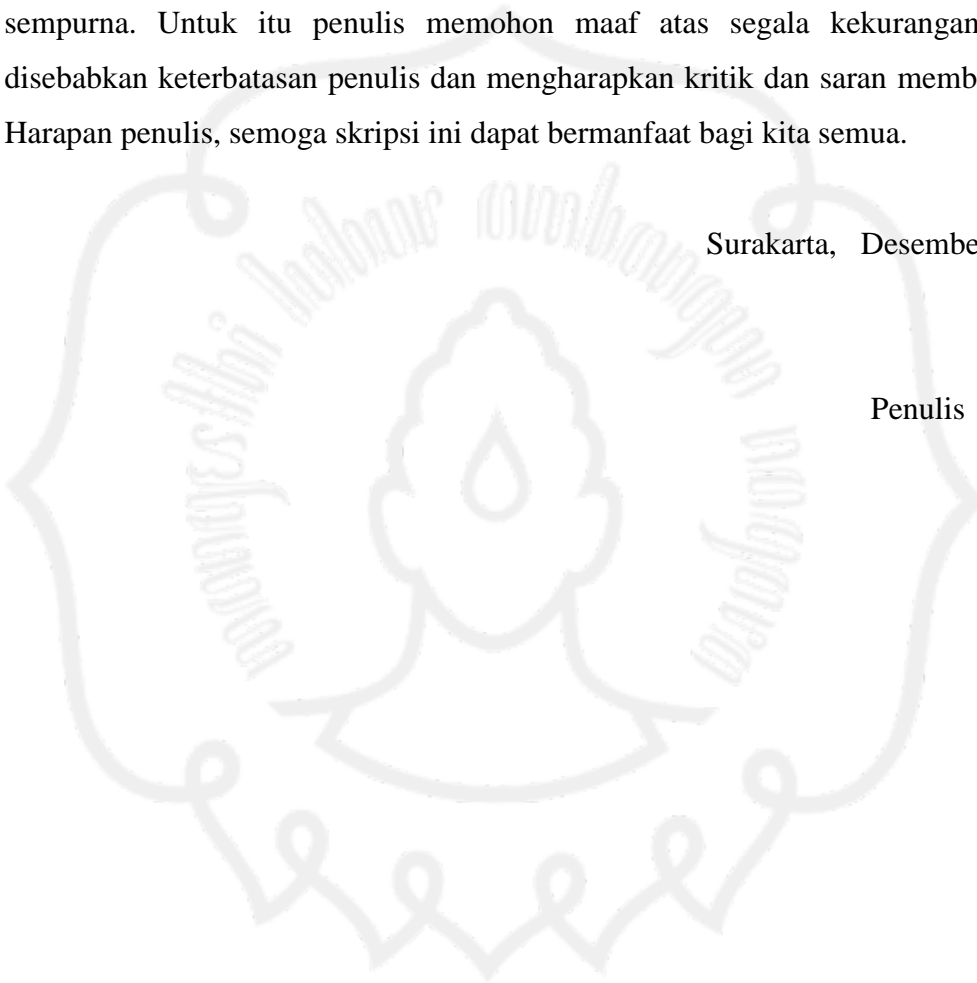 sempurna. Untuk itu penulis memohon maaf atas segala kekurangan
disebabkan keterbatasan penulis dan mengharapkan kritik dan saran memb
Harapan penulis, semoga skripsi ini dapat bermanfaat bagi kita semua.
Surakarta, Desembe
Penulis